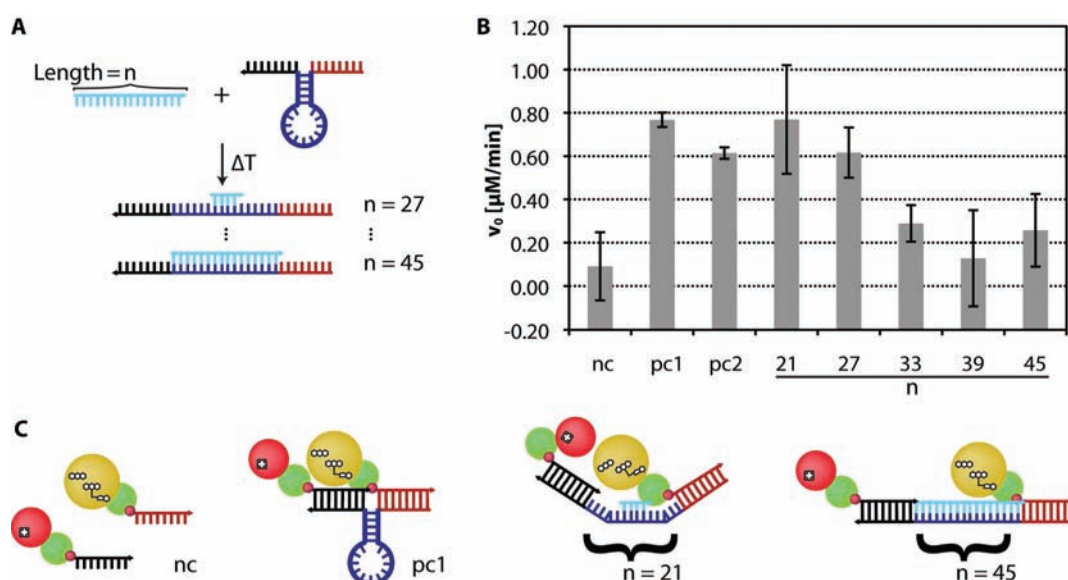 A
Length = n
+
ΔT
n = 27
⋮ ⋮
n = 45
B
v₀ [µM/min]
1.20
1.00
0.80
0.60
0.40
0.20
0.00
-0.20
nc pc1 pc2 21 27 33 39 45
n
C
nc
pc1
n = 21
n = 45